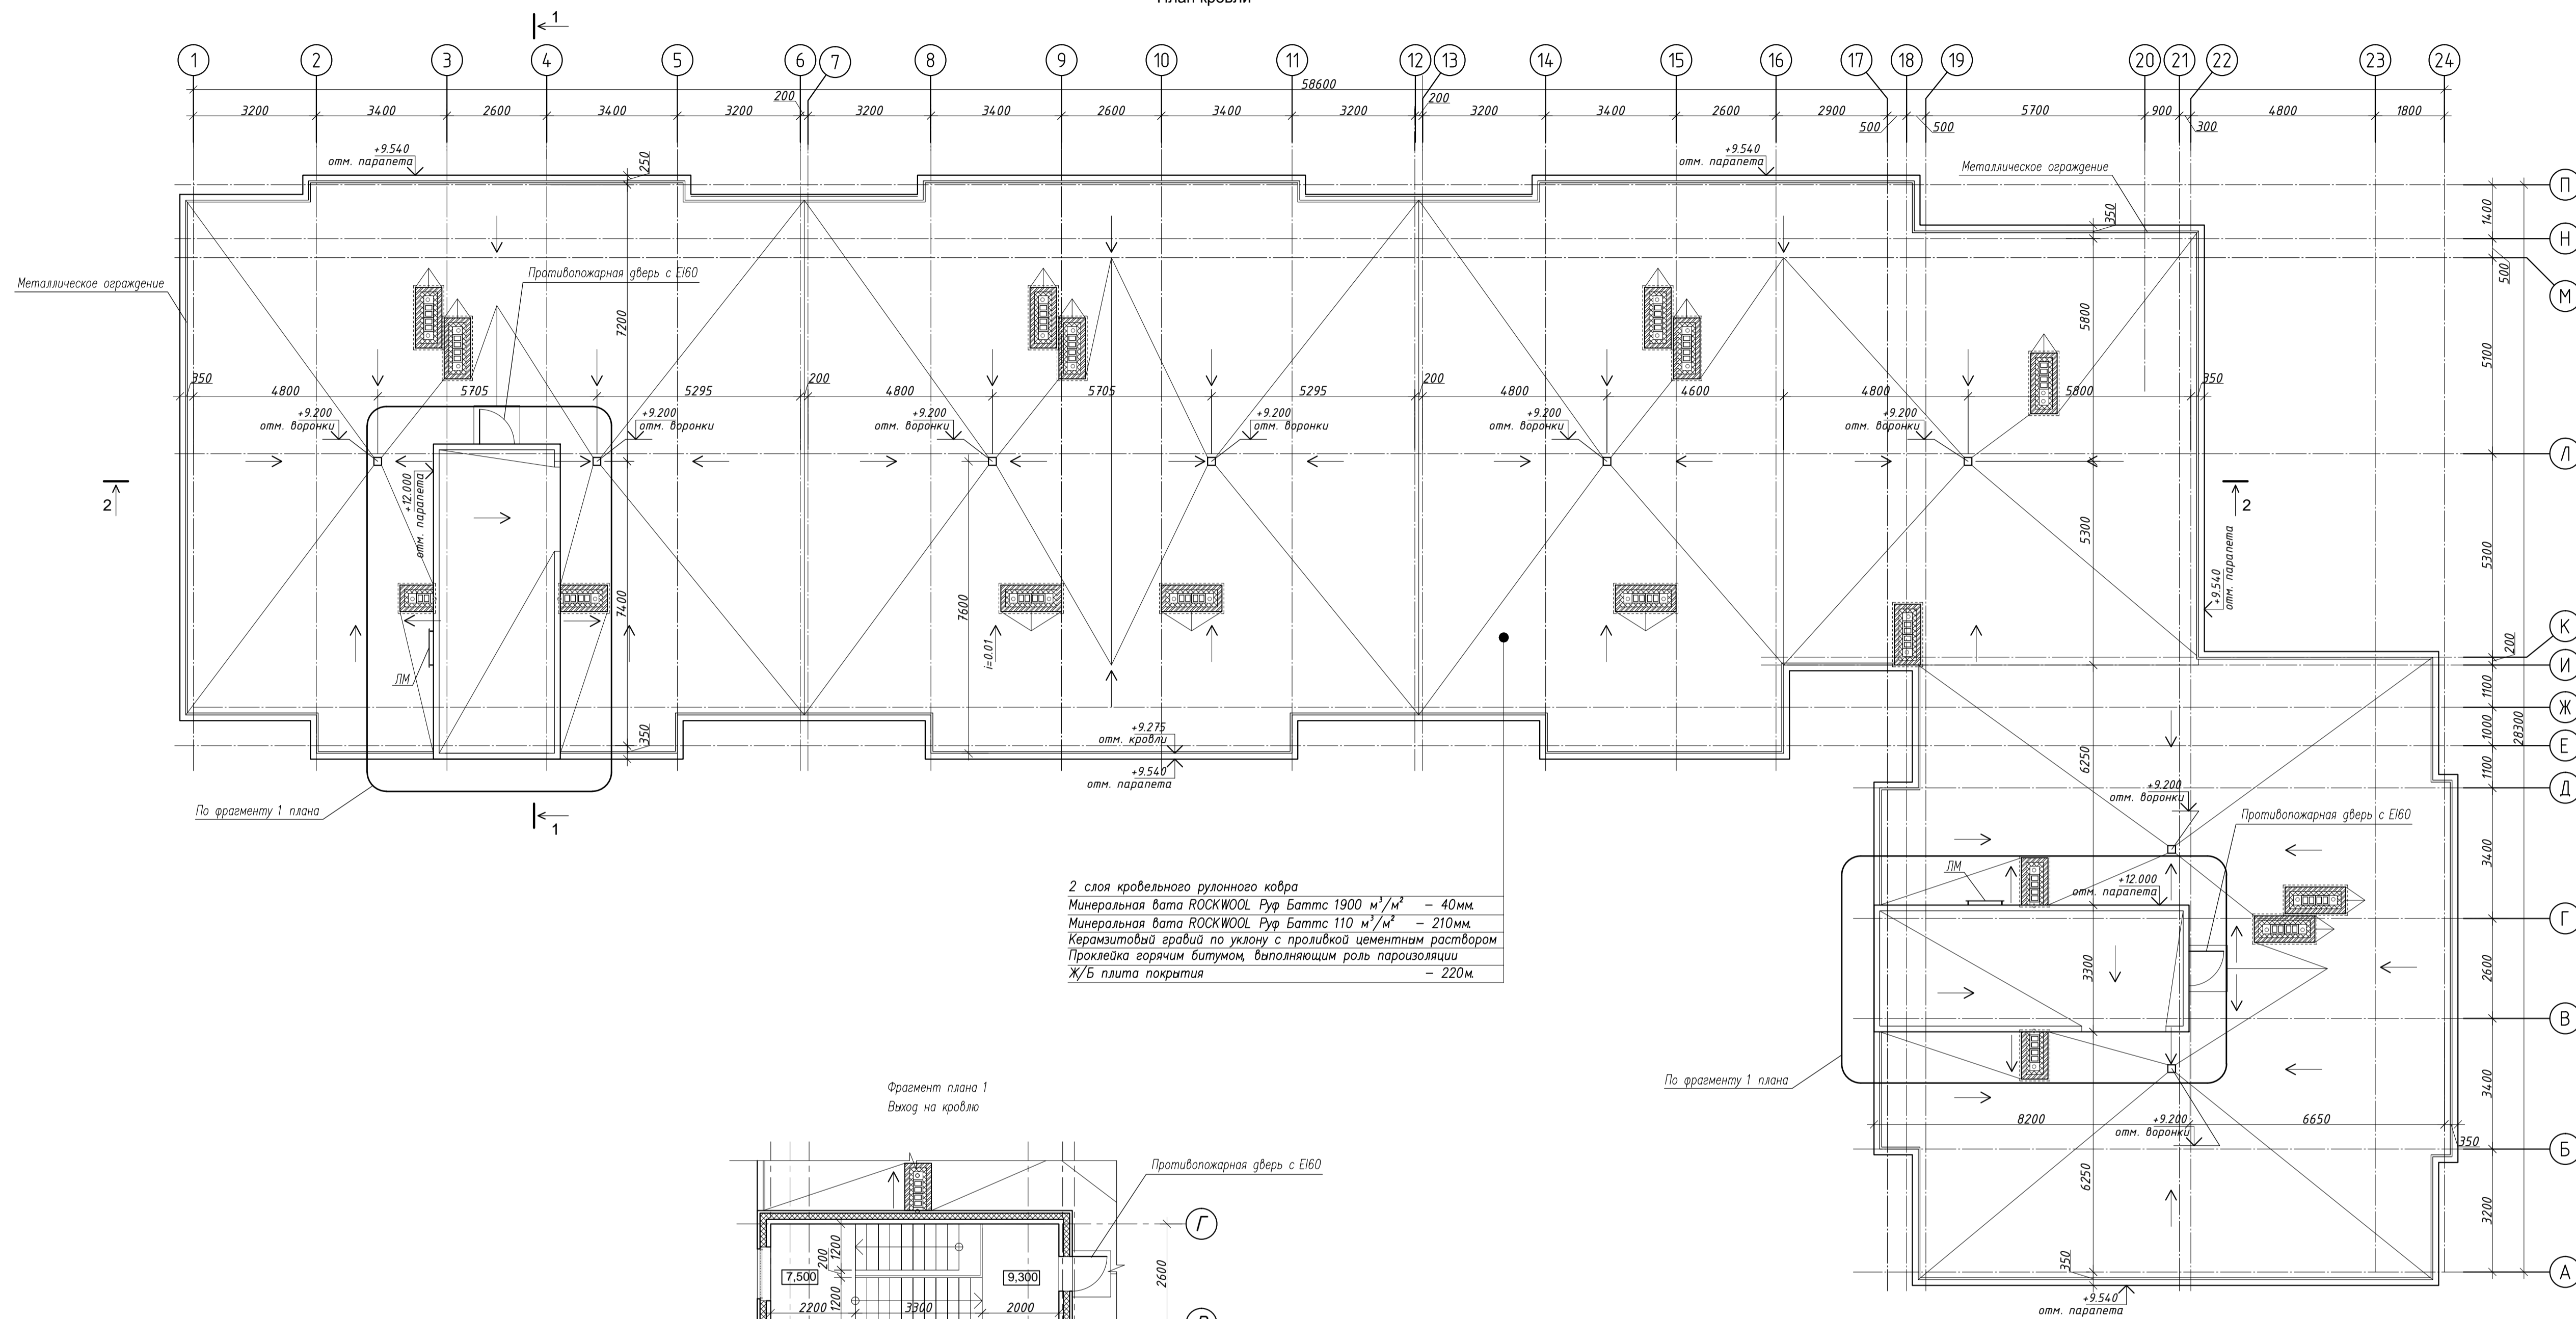 План кровли
1
1 2 3 4 5 6 7 8 9 10 11 12 13 14 15 16 17 18 19 20 21 22 23 24
58600
3200 3400 2600 3400 3200 200 3200 3400 2600 3400 3200 200 3200 3400 2600 2900 500 500 5700 900 300 4800 1800
+9.540
отм. парапета
250
+9.540
отм. парапета
Металлическое ограждение
350
П
1400
Н
500
М
Металлическое ограждение
Противопожарная дверь с EI60
7200
5800
5100
350 4800 5705 5295 200 4800 5705 5295 200 4800 4600 4800 5800 350
+9.200
отм. воронки
+9.200
отм. воронки
+9.200
отм. воронки
+9.200
отм. воронки
+9.200
отм. воронки
+9.200
отм. воронки
Л
2
+12.000
отм. парапета
2
5300
5300
+9.540
отм. парапета
7400
7600
i=0.01
К
200
И
ЛМ
1100
Ж
350
+9.275
отм. кровли
1000
28300
Е
+9.540
отм. парапета
6250
1100
Д
По фрагменту 1 плана
1
+9.200
отм. воронки
Противопожарная дверь с EI60
3400
ЛМ
+12.000
отм. парапета
2 слоя кровельного рулонного ковра
Минеральная вата ROCKWOOL Руф Баттс 1900 м³/м² – 40мм.
Минеральная вата ROCKWOOL Руф Баттс 110 м³/м² – 210мм.
Керамзитовый гравий по уклону с проливкой цементным раствором
Проклейка горячим битумом, выполняющим роль пароизоляции
Ж/Б плита покрытия – 220м.
Г
3300
2600
В
По фрагменту 1 плана
3400
8200 6650
+9.200
отм. воронки
350
Б
6250
3200
350
А
+9.540
отм. парапета
Фрагмент плана 1
Выход на кровлю
Противопожарная дверь с EI60
Г
1200
200
7,500
9,300
2600
1200
2200 3300 2000